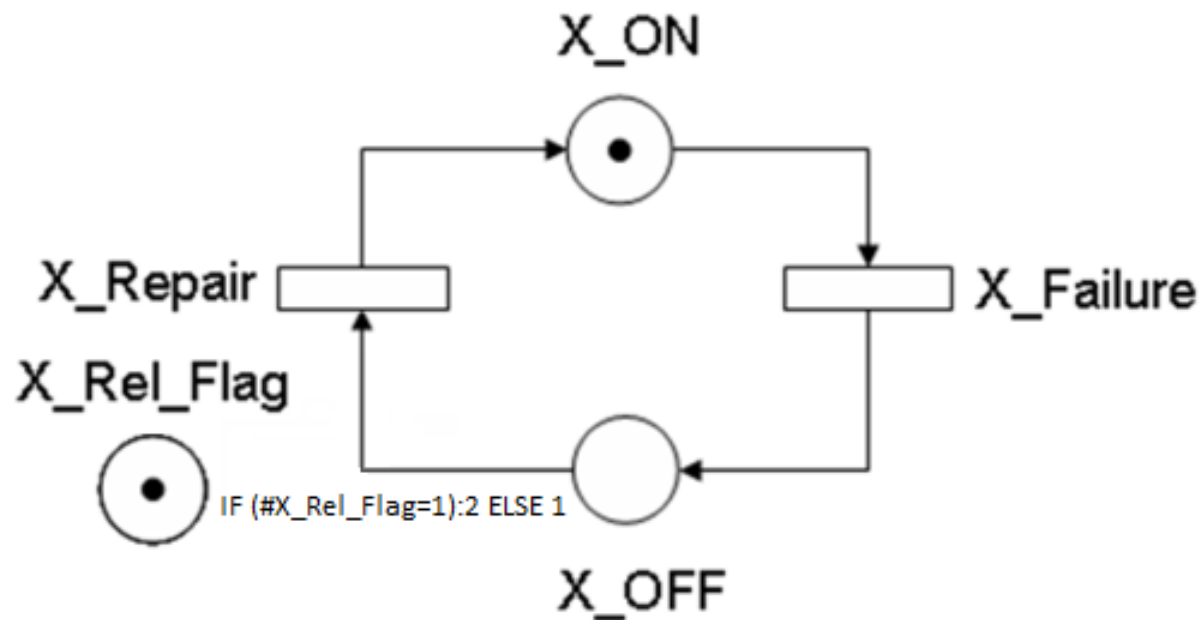 X_ON
X_Repair
X_Failure
X_Rel_Flag
IF (#X_Rel_Flag=1):2 ELSE 1
X_OFF